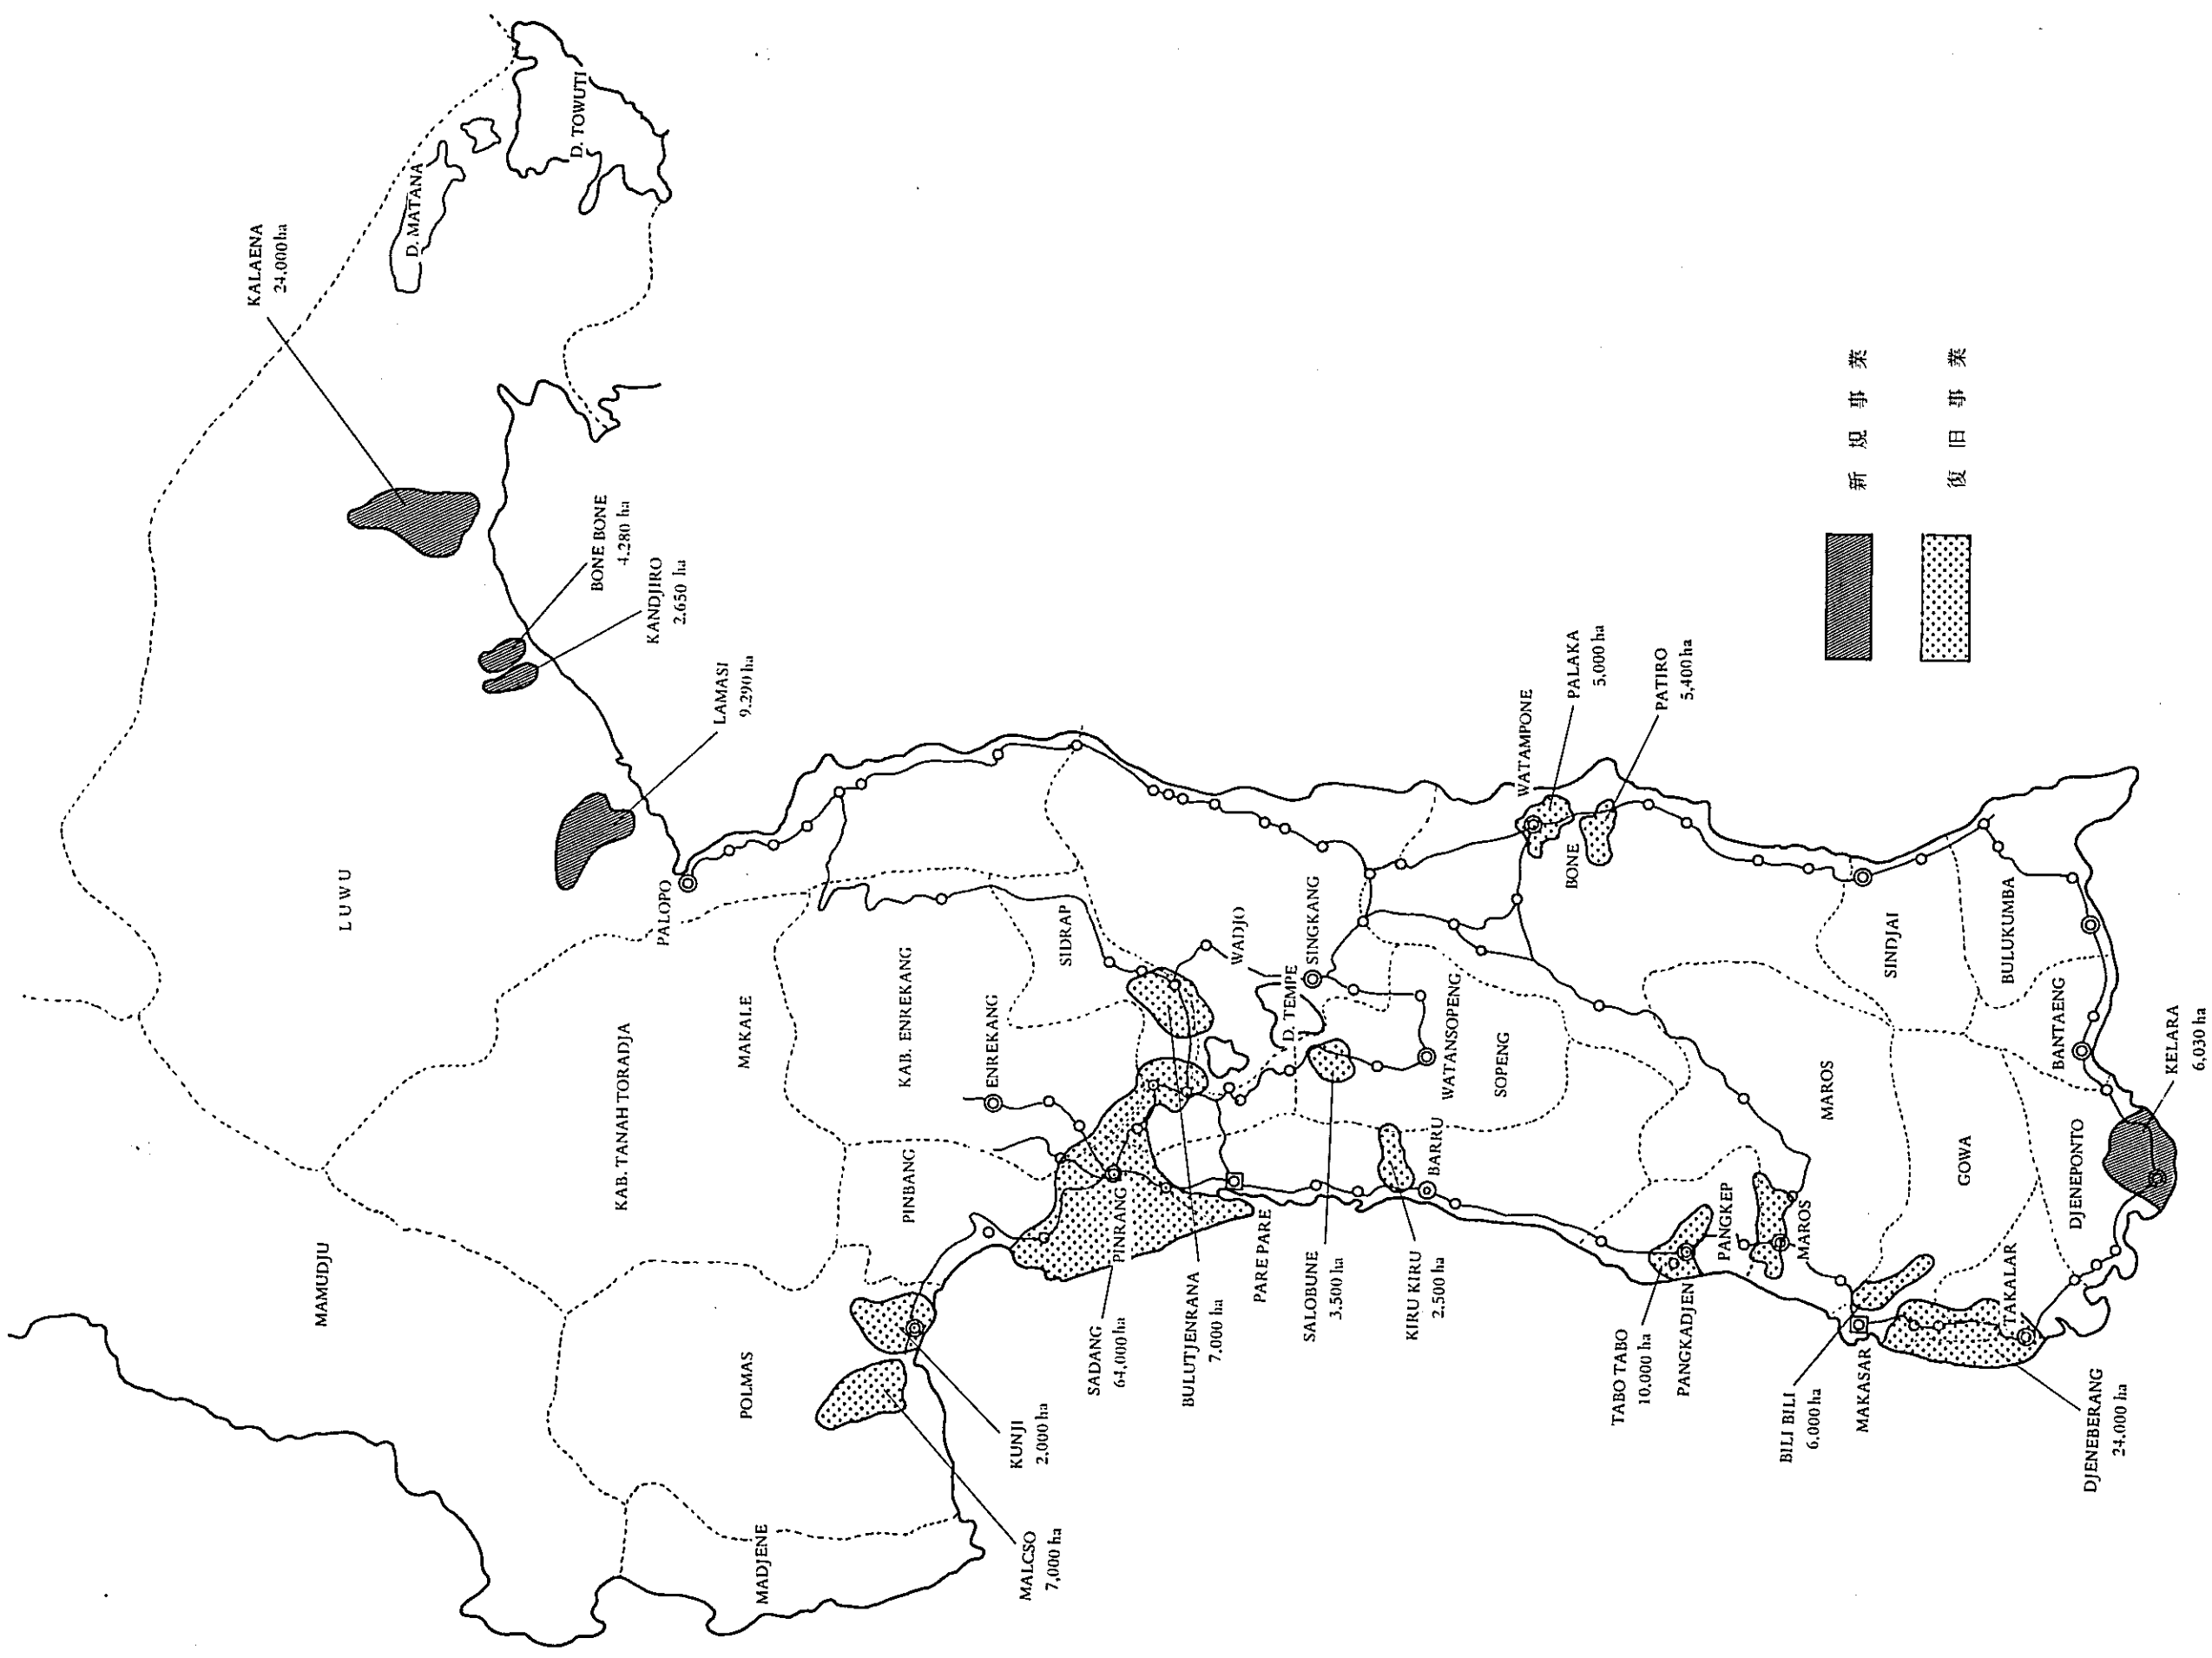 KALAENA
24.000 ha
D. MATANA
D. TOWUTI
BONE BONE
4.280 ha
KANDJIRO
2.650 ha
LAMASI
9.290 ha
LUWU
PALOPO
MAMUDJU
KAB. TANAH TORADJA
MAKALE
KAB. ENREKANG
ENREKANG
SIDRAP
WADJO
PINBANG
POLMAS
MADJENE
MALCSO
7,000 ha
KUNJI
2.000 ha
SADANG
64,000 ha
PINRANG
BULUTJENRANA
7.000 ha
PARE PARE
D. TEMPE
SINGKANG
SALOBUNE
3.500 ha
KIRU KIRU
2.500 ha
BARRU
WATANSOPENG
SOPENG
WATAMPONE
PALAKA
5,000 ha
PATIRO
5,400 ha
BONE
TABO TABO
10.000 ha
PANGKADJEN
PANGKEP
MAROS
MAROS
BILI BILI
6.000 ha
MAKASAR
GOWA
TAKALAR
DJENEBERANG
24.000 ha
DJENEPONTO
BANTAENG
KELARA
6,030 ha
SINDJAI
BULUKUMBA
新規事業
復旧事業